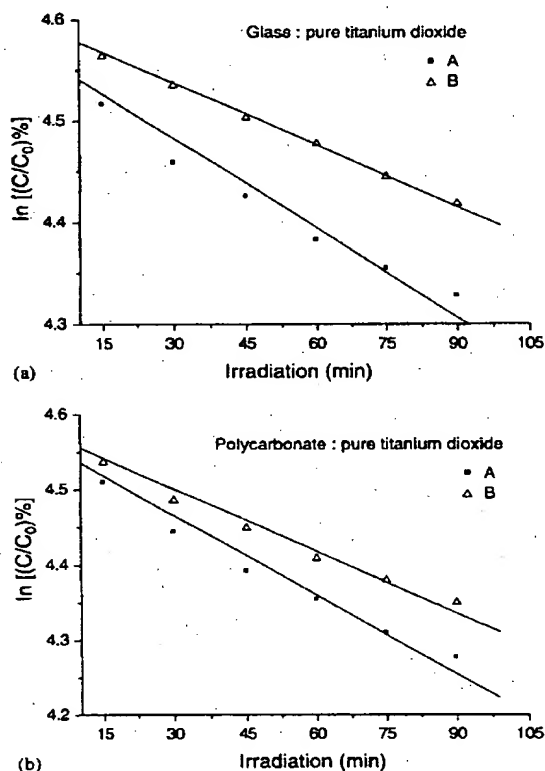 4.6
4.5
4.4
4.3
ln [(C/C0)%]
Glass : pure titanium dioxide
A
B
15 30 45 60 75 90 105
(a) Irradiation (min)
4.6
4.5
4.4
4.3
4.2
ln [(C/C0)%]
Polycarbonate : pure titanium dioxide
A
B
15 30 45 60 75 90 105
(b) Irradiation (min)